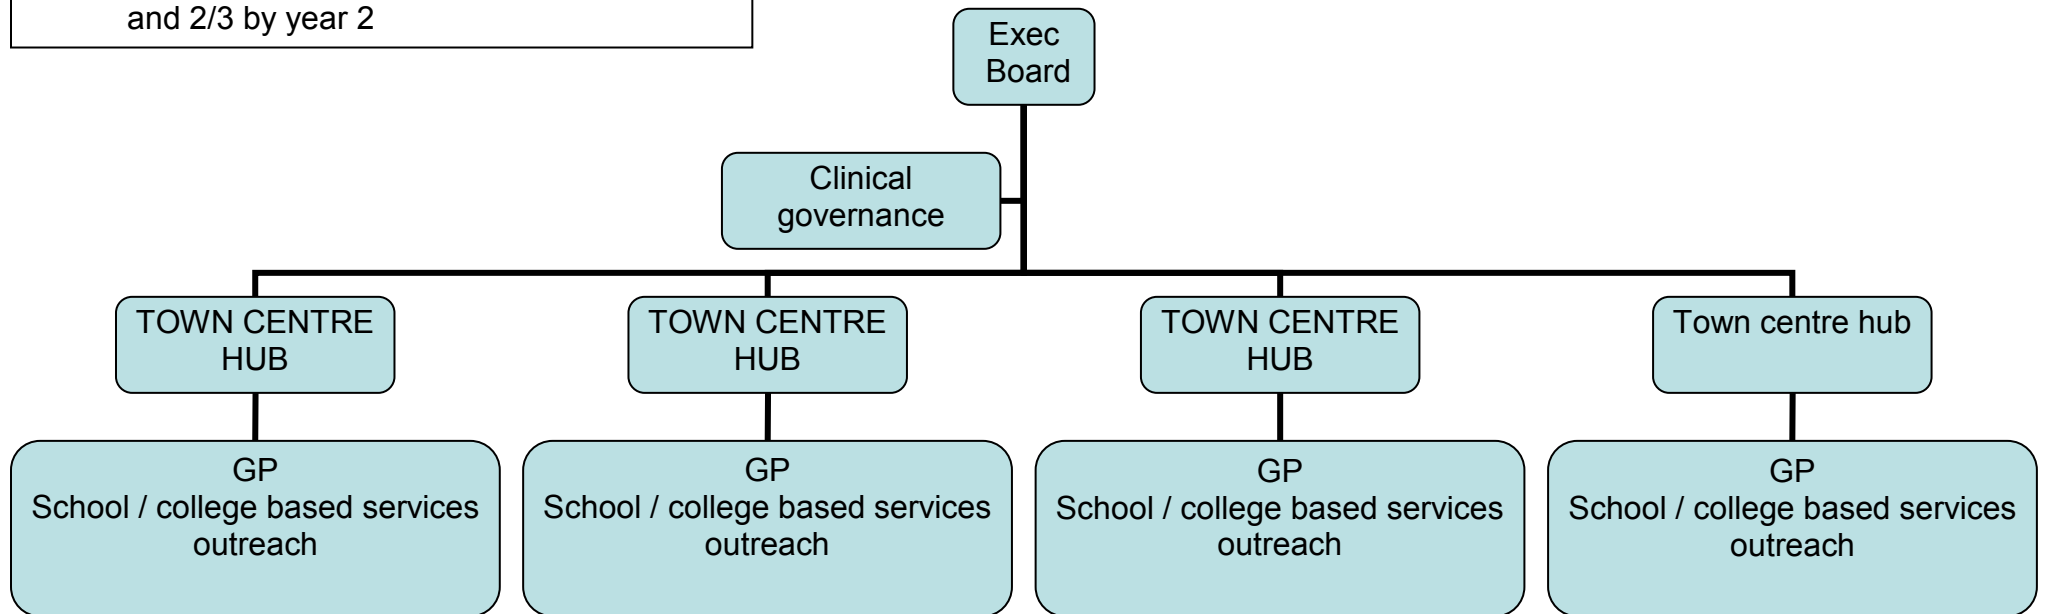 and 2/3 by year 2
Exec
Board
Clinical
governance
TOWN CENTRE
HUB
TOWN CENTRE
HUB
TOWN CENTRE
HUB
Town centre hub
GP
School / college based services
outreach
GP
School / college based services
outreach
GP
School / college based services
outreach
GP
School / college based services
outreach